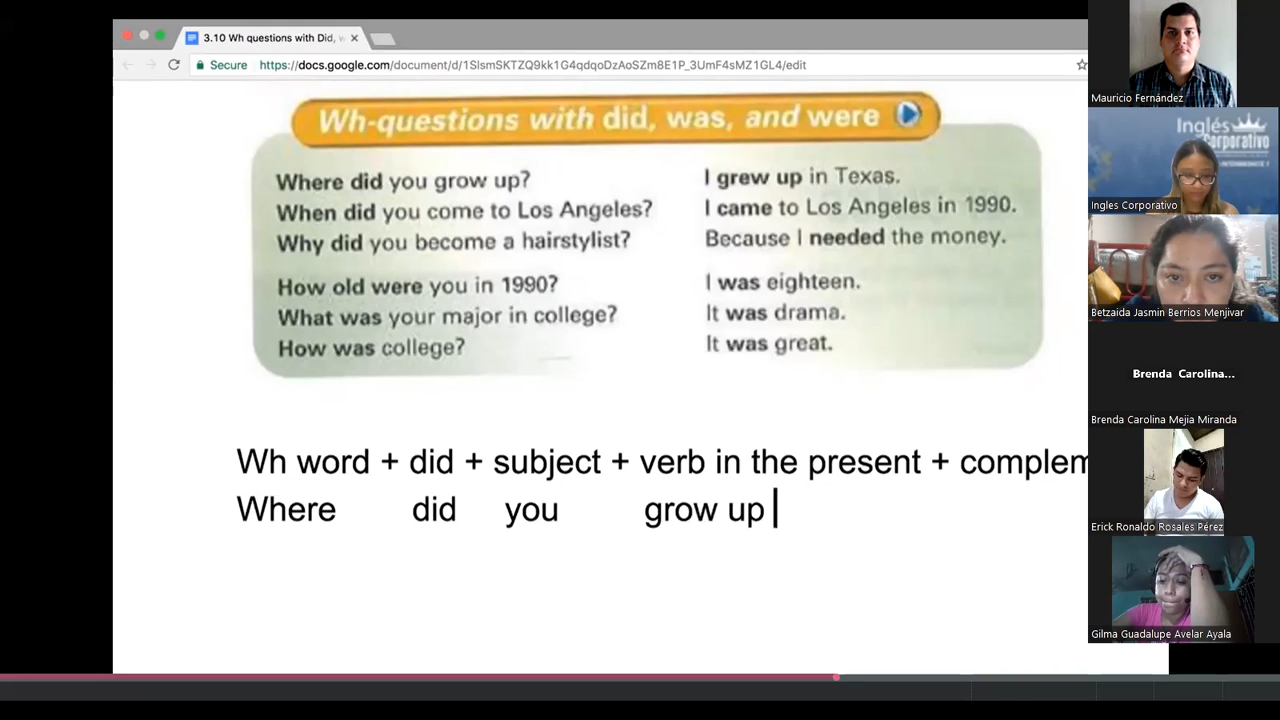 3.10 Wh questions with Did, w
Secure
https://docs.google.com/document/d/1SlsmSKTZQ9kk1G4qdqoDzAoSZm8E1P_3UmF4sMZ1GL4/edit
Wh-questions with did, was, and were
Where did you grow up?
When did you come to Los Angeles?
Why did you become a hairstylist?
How old were you in 1990?
What was your major in college?
How was college?
I grew up in Texas.
I came to Los Angeles in 1990.
Because I needed the money.
I was eighteen.
It was drama.
It was great.
Wh word + did + subject + verb in the present + complem
Where did you grow up
Mauricio Fernández
Inglés
Corporativo
Ingles Corporativo
Betzaida Jasmin Berrios Menjivar
Brenda Carolina...
Brenda Carolina Mejia Miranda
Erick Ronaldo Rosales Pérez
Gilma Guadalupe Avelar Ayala